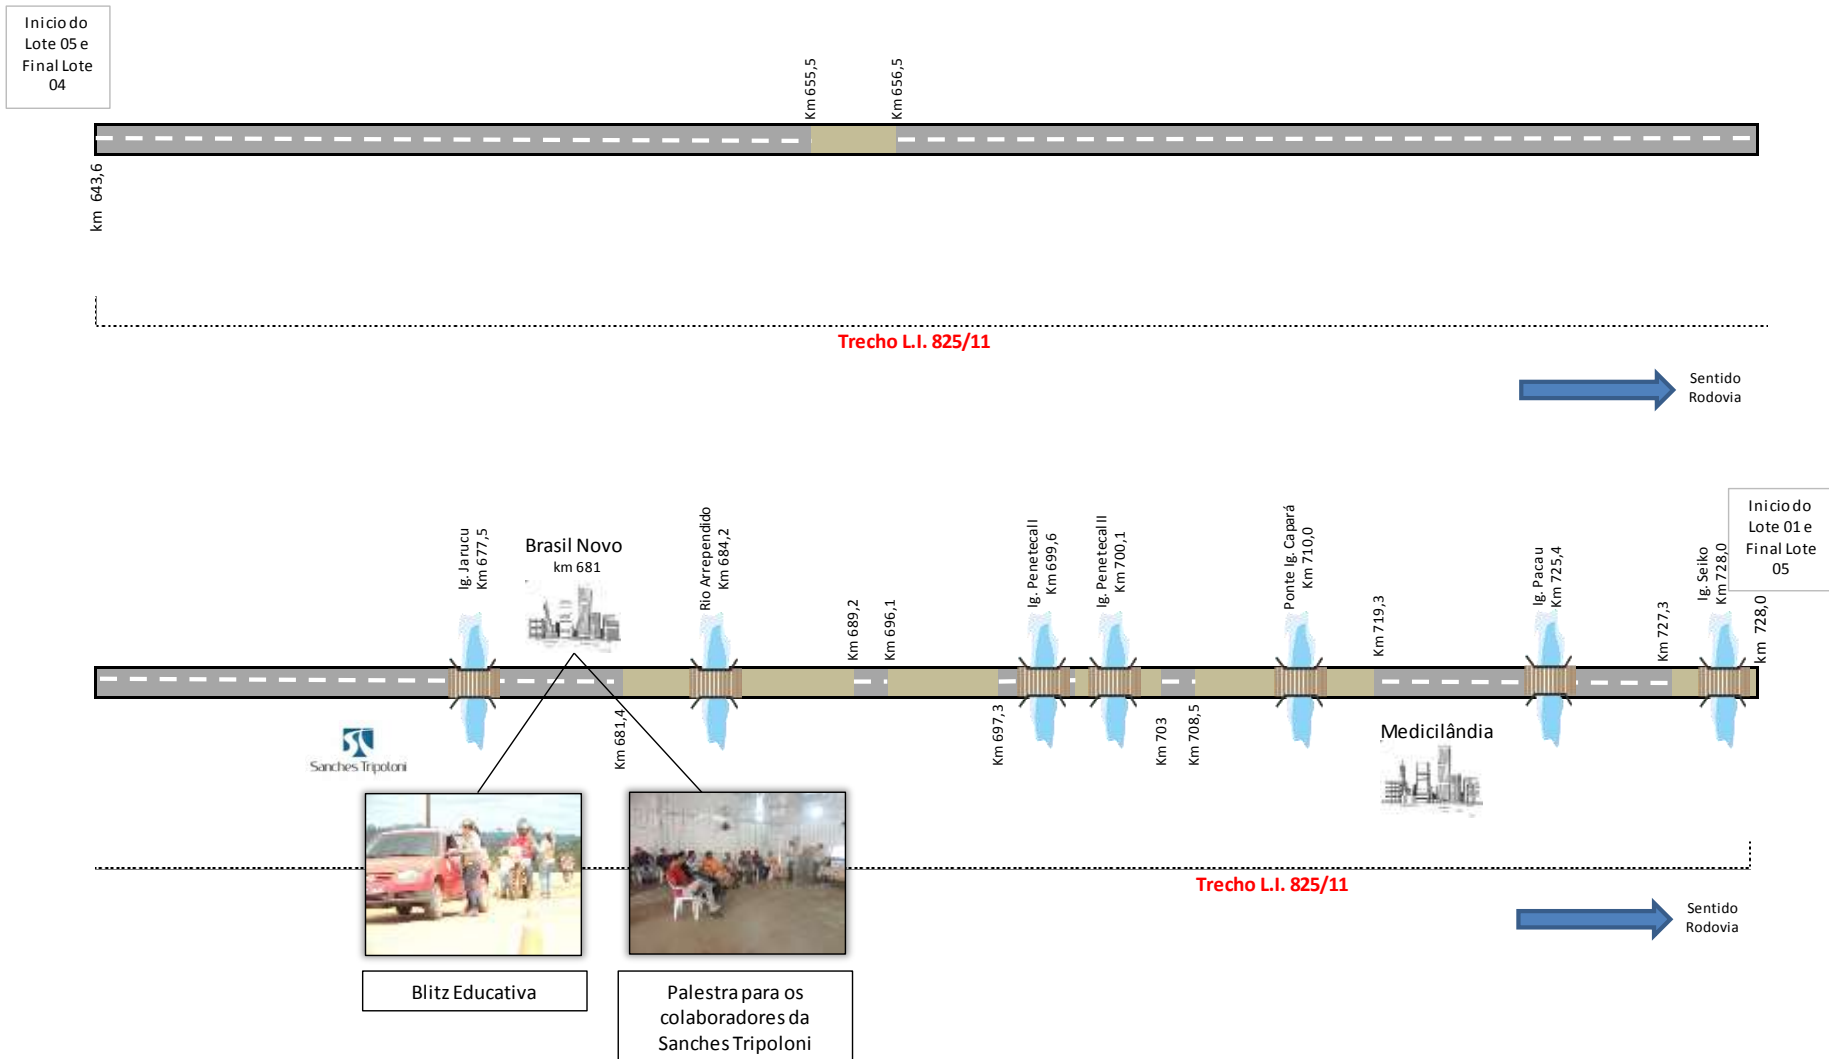 Inicio do
Lote 05 e
Final Lote
04
Km 655,5
Km 656,5
km 643,6
Trecho L.I. 825/11
Sentido
Rodovia
Inicio do
Lote 01 e
Final Lote
05
Ig. Jarucu
Km 677,5
Brasil Novo
km 681
Rio Arrependido
Km 684,2
Km 689,2
Km 696,1
Ig. Penetecal I
Km 699,6
Ig. Penetecal II
Km 700,1
Ponte Ig. Capará
Km 710,0
Km 719,3
Ig. Pacau
Km 725,4
Km 727,3
Ig. Seiko
Km 728,0
km 728,0
Km 681,4
Km 697,3
Km 703
Km 708,5
Sanches Tripoloni
Medicilândia
Trecho L.I. 825/11
Sentido
Rodovia
Blitz Educativa
Palestra para os
colaboradores da
Sanches Tripoloni